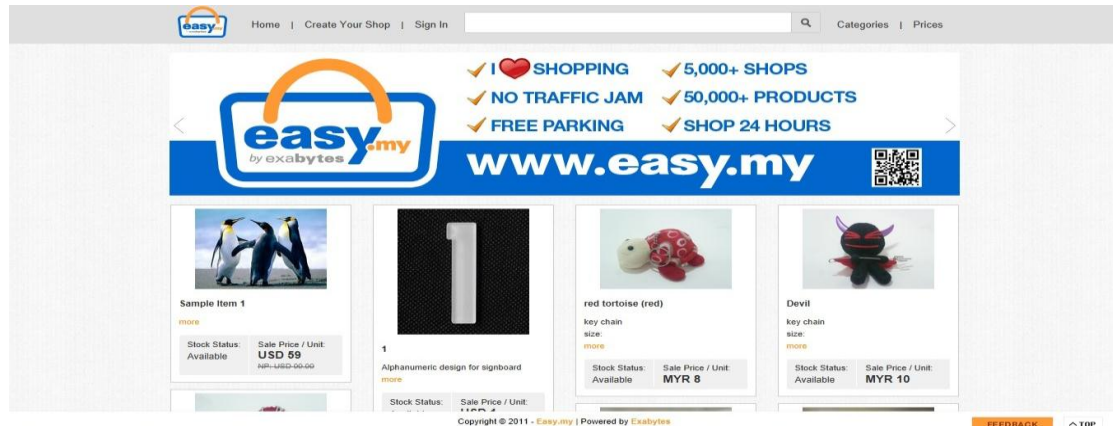 easy.my
Home | Create Your Shop | Sign In
Categories | Prices
I SHOPPING
5,000+ SHOPS
NO TRAFFIC JAM
50,000+ PRODUCTS
FREE PARKING
SHOP 24 HOURS
easy.my
by exabytes
www.easy.my
Sample Item 1
more
Stock Status: Sale Price / Unit:
Available USD 59
1
Alphanumeric design for signboard
more
Stock Status: Sale Price / Unit:
USD 1
red tortoise (red)
key chain
size:
more
Stock Status: Sale Price / Unit:
Available MYR 8
Devil
key chain
size:
more
Stock Status: Sale Price / Unit:
Available MYR 10
Copyright © 2011 - Easy.my | Powered by Exabytes
FEEDBACK
TOP